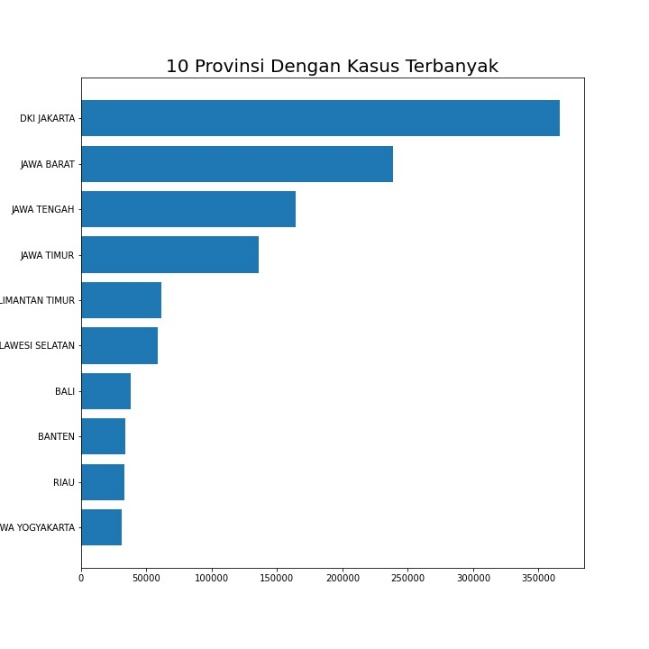 10 Provinsi Dengan Kasus Terbanyak
DKI JAKARTA
JAWA BARAT
JAWA TENGAH
JAWA TIMUR
LIMANTAN TIMUR
LAWESI SELATAN
BALI
BANTEN
RIAU
WA YOGYAKARTA
0 50000 100000 150000 200000 250000 300000 350000